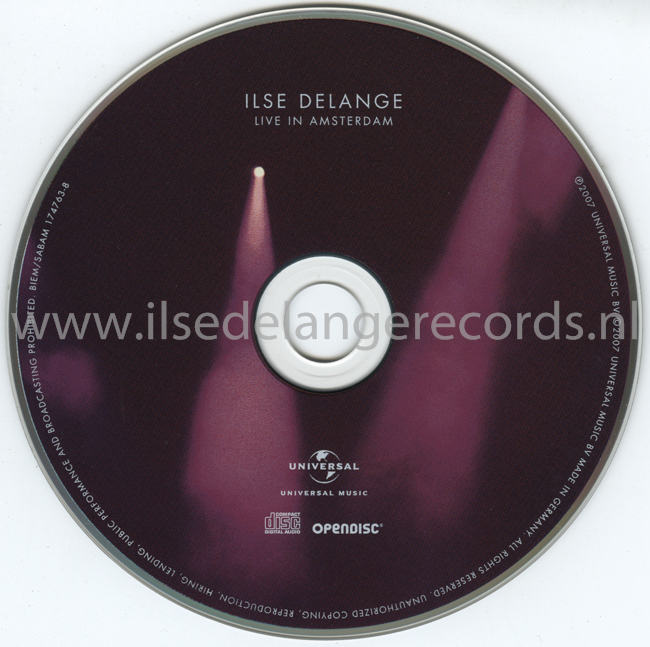 ILSE DELANGE
LIVE IN AMSTERDAM
www.ilsedelangerecords.nl
UNIVERSAL
UNIVERSAL MUSIC
COMPACT
disc
DIGITAL AUDIO
OPENDISC®
℗2007 UNIVERSAL MUSIC BV ©2007 UNIVERSAL MUSIC BV MADE IN GERMANY. ALL RIGHTS RESERVED. UNAUTHORIZED COPYING, REPRODUCTION, HIRING, LENDING, PUBLIC PERFORMANCE AND BROADCASTING PROHIBITED. BIEM/SABAM 174763-8